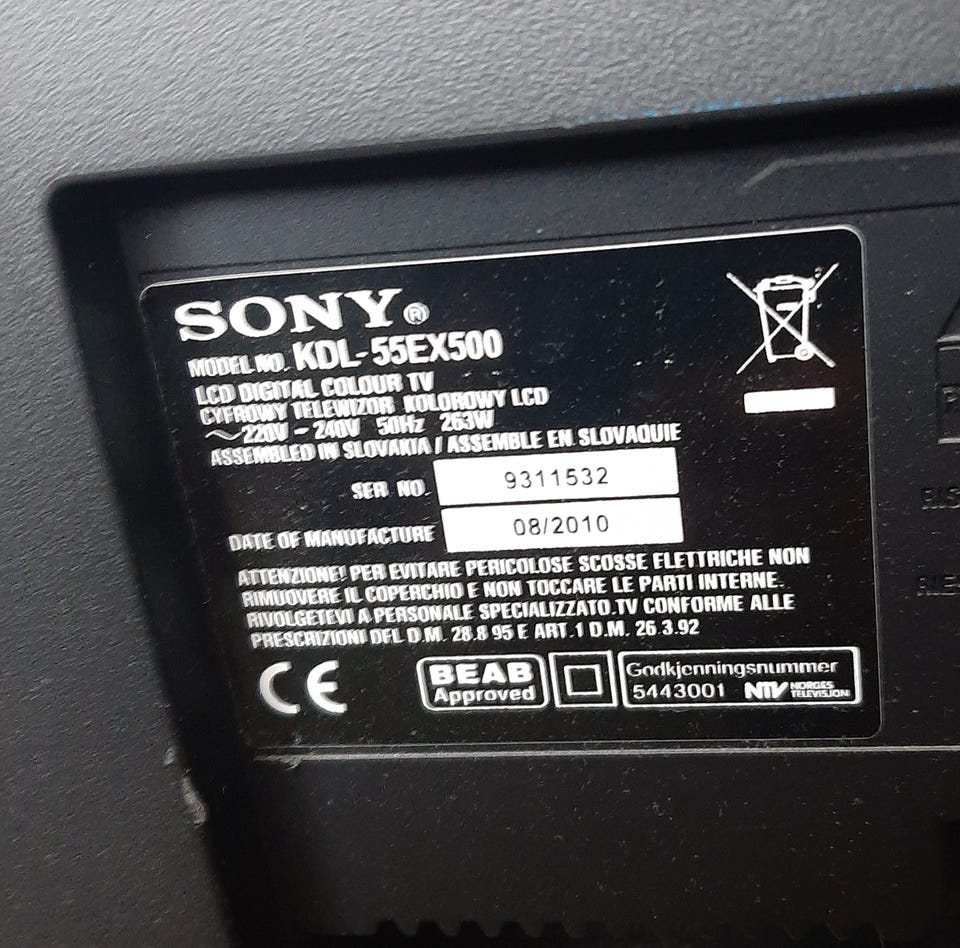 SONY®
MODEL NO. KDL-55EX500
LCD DIGITAL COLOUR TV
CYFROWY TELEWIZOR KOLOROWY LCD
~220V - 240V 50Hz 263W
ASSEMBLED IN SLOVAKIA / ASSEMBLE EN SLOVAQUIE
SER NO. 9311532
DATE OF MANUFACTURE 08/2010
ATTENZIONE! PER EVITARE PERICOLOSE SCOSSE ELETTRICHE NON
RIMUOVERE IL COPERCHIO E NON TOCCARE LE PARTI INTERNE.
RIVOLGETEVI A PERSONALE SPECIALIZZATO.TV CONFORME ALLE
PRESCRIZIONI DEL D.M. 28.8 95 E ART.1 D.M. 26.3.92
CE
BEAB
Approved
Godkjenningsnummer
5443001 NTV NORGES
TELEVISJON